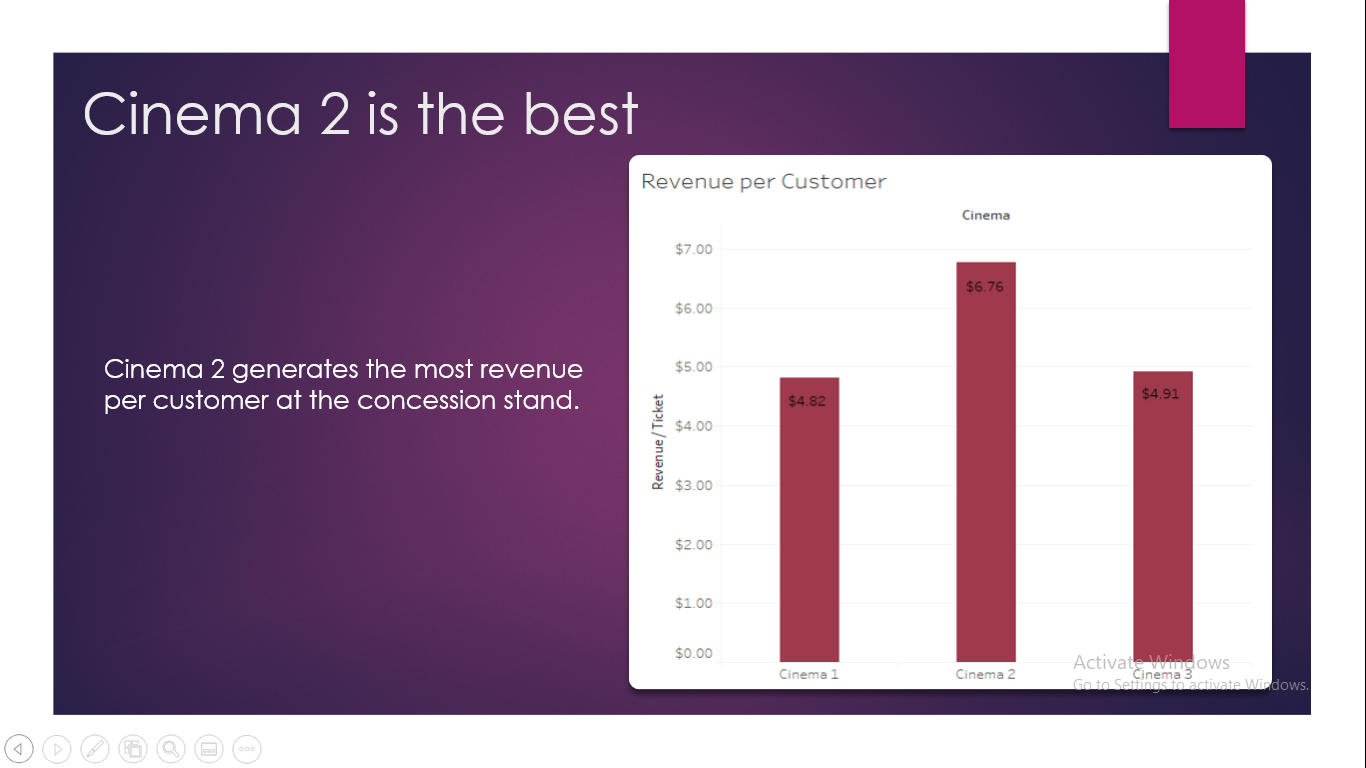 Cinema 2 is the best
Cinema 2 generates the most revenue
per customer at the concession stand.
Revenue per Customer
Cinema
Revenue / Ticket
$7.00
$6.00
$5.00
$4.00
$3.00
$2.00
$1.00
$0.00
$4.82
$6.76
$4.91
Cinema 1
Cinema 2
Cinema 3
Activate Windows
Go to Settings to activate Windows.